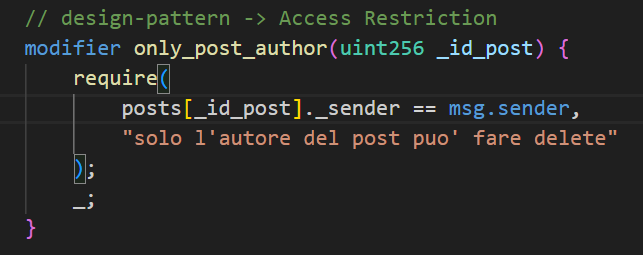 // design-pattern -> Access Restriction
modifier only_post_author(uint256 _id_post) {
require(
posts[_id_post]._sender == msg.sender,
"solo l'autore del post puo' fare delete"
);
_;
}